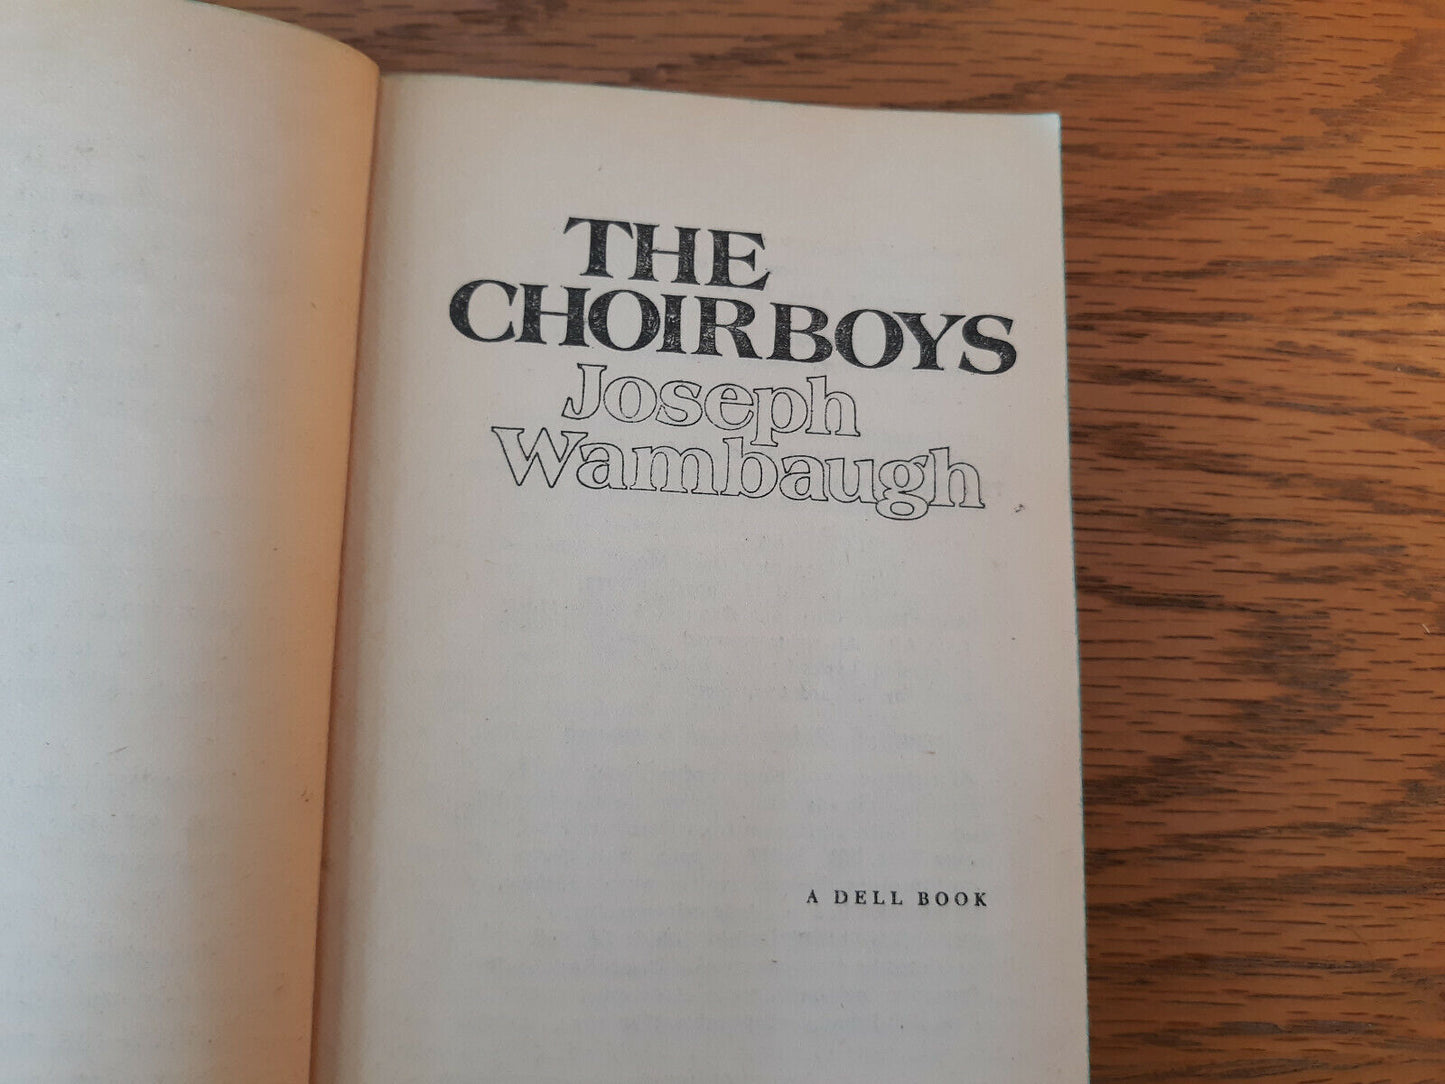 THE
CHOIRBOYS
Joseph
Wambaugh
A DELL BOOK